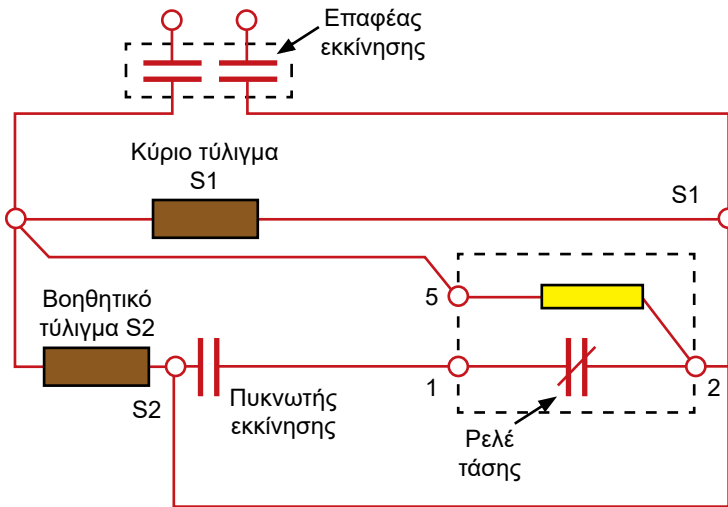 Επαφέας
εκκίνησης
Κύριο τύλιγμα
S1
S1
Βοηθητικό
τύλιγμα S2
5
1
2
S2
Πυκνωτής
εκκίνησης
Ρελέ
τάσης